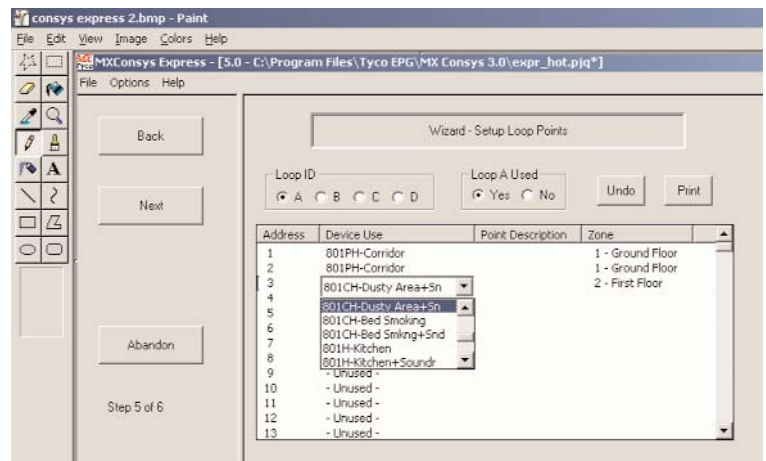 consys express 2.bmp - Paint
File Edit View Image Colors Help
MXConsys Express - [5.0 - C:\Program Files\Tyco EPG\MX Consys 3.0\expr_hot.pjq*]
File Options Help
Back
Next
Abandon
Step 5 of 6
Wizard - Setup Loop Points
Loop ID
A B C D
Loop A Used
Yes No
Undo
Print
Address Device Use Point Description Zone
1 801PH-Corridor 1 - Ground Floor
2 801PH-Corridor 1 - Ground Floor
3 801CH-Dusty Area+Sn 2 - First Floor
4
801CH-Dusty Area+Sn
5
801CH-Bed Smoking
6
801CH-Bed Smkng+Snd
7
801H-Kitchen
8
801H-Kitchen+Soundr
9 - Unused -
10 - Unused -
11 - Unused -
12 - Unused -
13 - Unused -